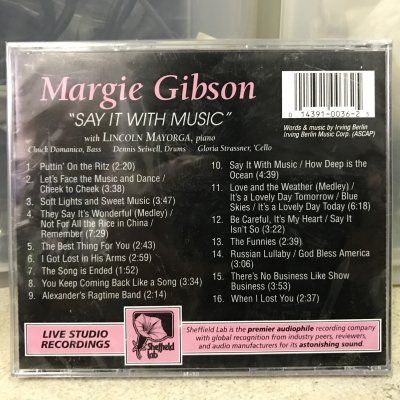 Margie Gibson
"SAY IT WITH MUSIC"
with LINCOLN MAYORGA, piano
Chuck Domanico, Bass Dennis Seiwell, Drums Gloria Strassner, 'Cello
0 14391-0036-2 5
Words & music by Irving Berlin
Irving Berlin Music Corp. (ASCAP)
1. Puttin' On the Ritz (2:20)
2. Let's Face the Music and Dance /
Cheek to Cheek (3:38)
3. Soft Lights and Sweet Music (3:47)
4. They Say It's Wonderful (Medley) /
Not For All the Rice in China /
Remember (7:29)
5. The Best Thing For You (2:43)
6. I Got Lost in His Arms (2:59)
7. The Song is Ended (1:52)
8. You Keep Coming Back Like a Song (3:34)
9. Alexander's Ragtime Band (2:14)
10. Say It With Music / How Deep is the
Ocean (4:39)
11. Love and the Weather (Medley) /
It's a Lovely Day Tomorrow / Blue
Skies / It's a Lovely Day Today (6:18)
12. Be Careful, It's My Heart / Say It
Isn't So (3:22)
13. The Funnies (2:39)
14. Russian Lullaby / God Bless America
(3:06)
15. There's No Business Like Show
Business (3:53)
16. When I Lost You (2:37)
LIVE STUDIO
RECORDINGS
Sheffield
Lab
Sheffield Lab is the premier audiophile recording company
with global recognition from industry peers, reviewers,
and audio manufacturers for its astonishing sound.